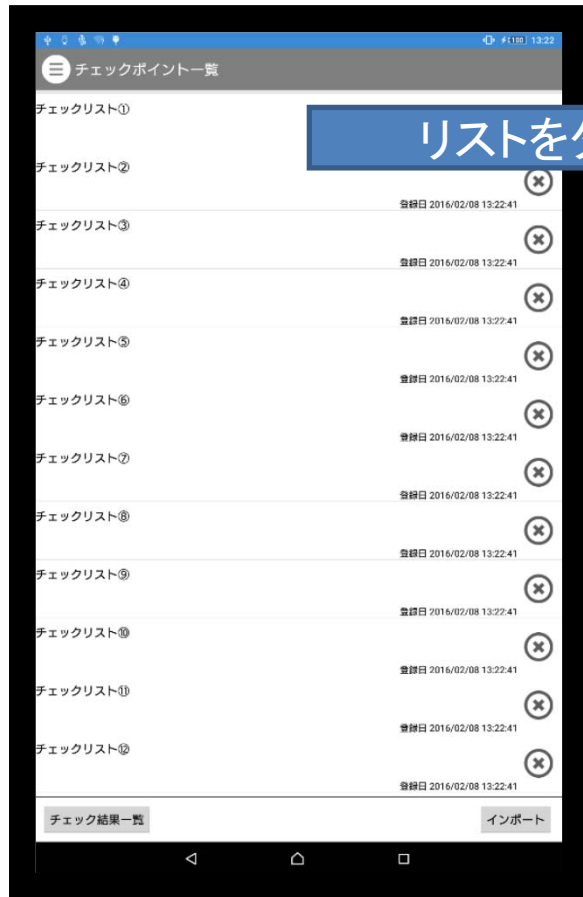 100 13:22
チェックポイント一覧
チェックリスト①
リストを
チェックリスト②
登録日 2016/02/08 13:22:41
チェックリスト③
登録日 2016/02/08 13:22:41
チェックリスト④
登録日 2016/02/08 13:22:41
チェックリスト⑤
登録日 2016/02/08 13:22:41
チェックリスト⑥
登録日 2016/02/08 13:22:41
チェックリスト⑦
登録日 2016/02/08 13:22:41
チェックリスト⑧
登録日 2016/02/08 13:22:41
チェックリスト⑨
登録日 2016/02/08 13:22:41
チェックリスト⑩
登録日 2016/02/08 13:22:41
チェックリスト⑪
登録日 2016/02/08 13:22:41
チェックリスト⑫
登録日 2016/02/08 13:22:41
チェック結果一覧
インポート